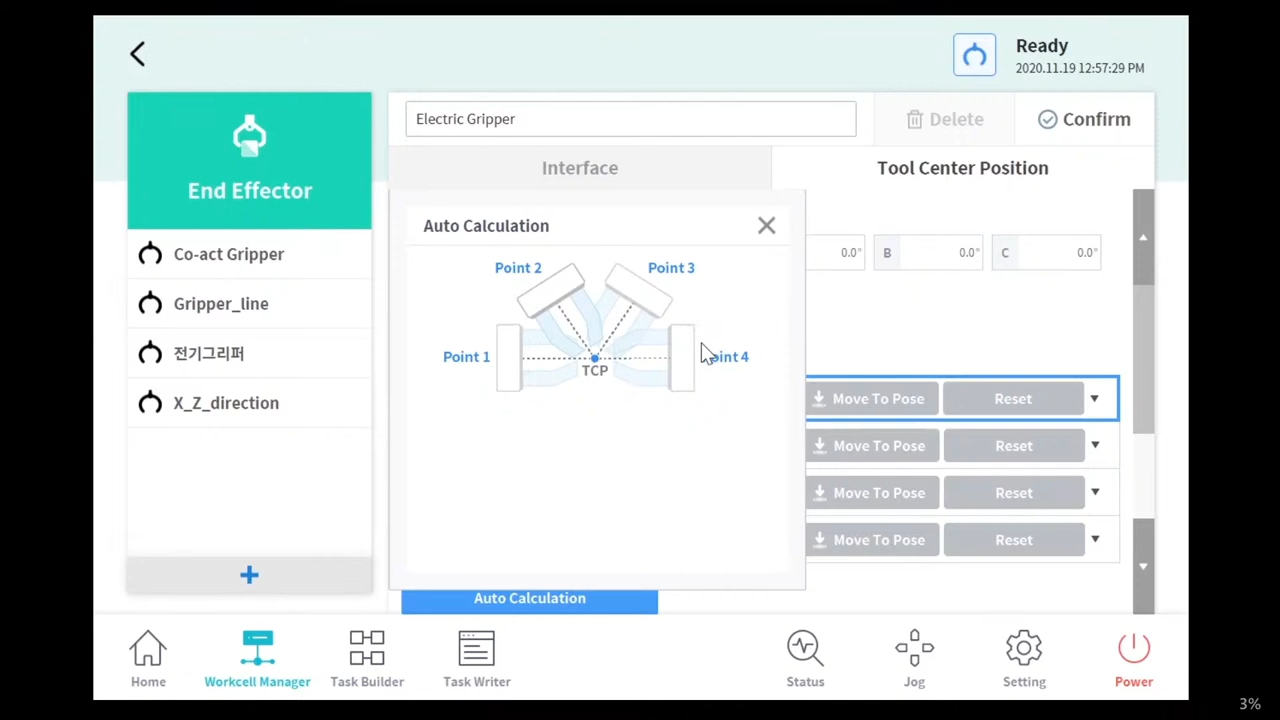 Ready
2020.11.19 12:57:29 PM
Electric Gripper
Delete
Confirm
End Effector
Interface
Tool Center Position
Co-act Gripper
Gripper_line
전기그리퍼
X_Z_direction
Auto Calculation
0.0°
B 0.0°
C 0.0°
Point 2
Point 3
Point 1
TCP
oint 4
Move To Pose Reset
Move To Pose Reset
Move To Pose Reset
Move To Pose Reset
Auto Calculation
Home
Workcell Manager
Task Builder
Task Writer
Status
Jog
Setting
Power
3%